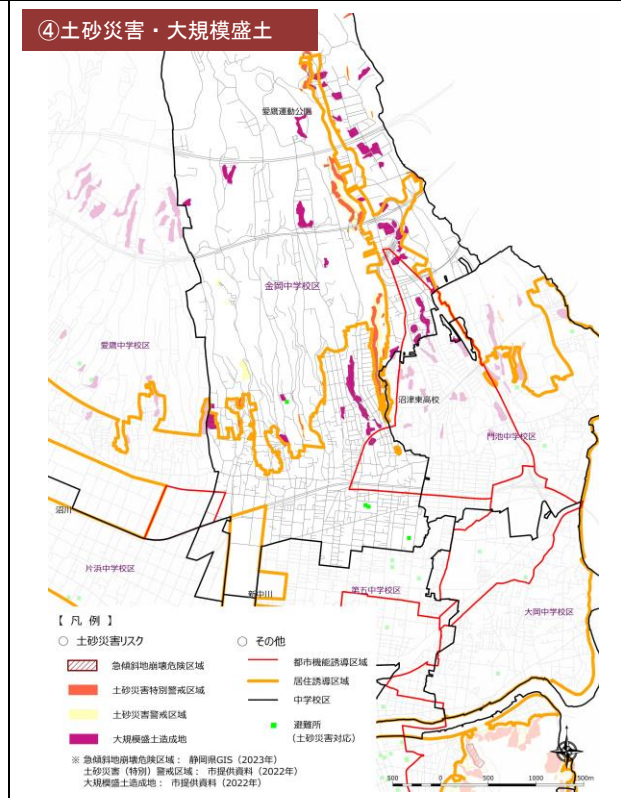 ④土砂災害・大規模盛土
愛鷹運動公園
金岡中学校区
愛鷹中学校区
沼津東高校
門池中学校区
沼川
片浜中学校区
新中川
第五中学校区
大岡中学校区
【 凡 例 】
○ 土砂災害リスク
急傾斜地崩壊危険区域
土砂災害特別警戒区域
土砂災害警戒区域
大規模盛土造成地
○ その他
都市機能誘導区域
居住誘導区域
中学校区
避難所
(土砂災害対応)
※ 急傾斜地崩壊危険区域: 静岡県GIS(2023年)
土砂災害(特別)警戒区域: 市提供資料(2022年)
大規模盛土造成地: 市提供資料(2022年)
500 0 500 1000 1500m